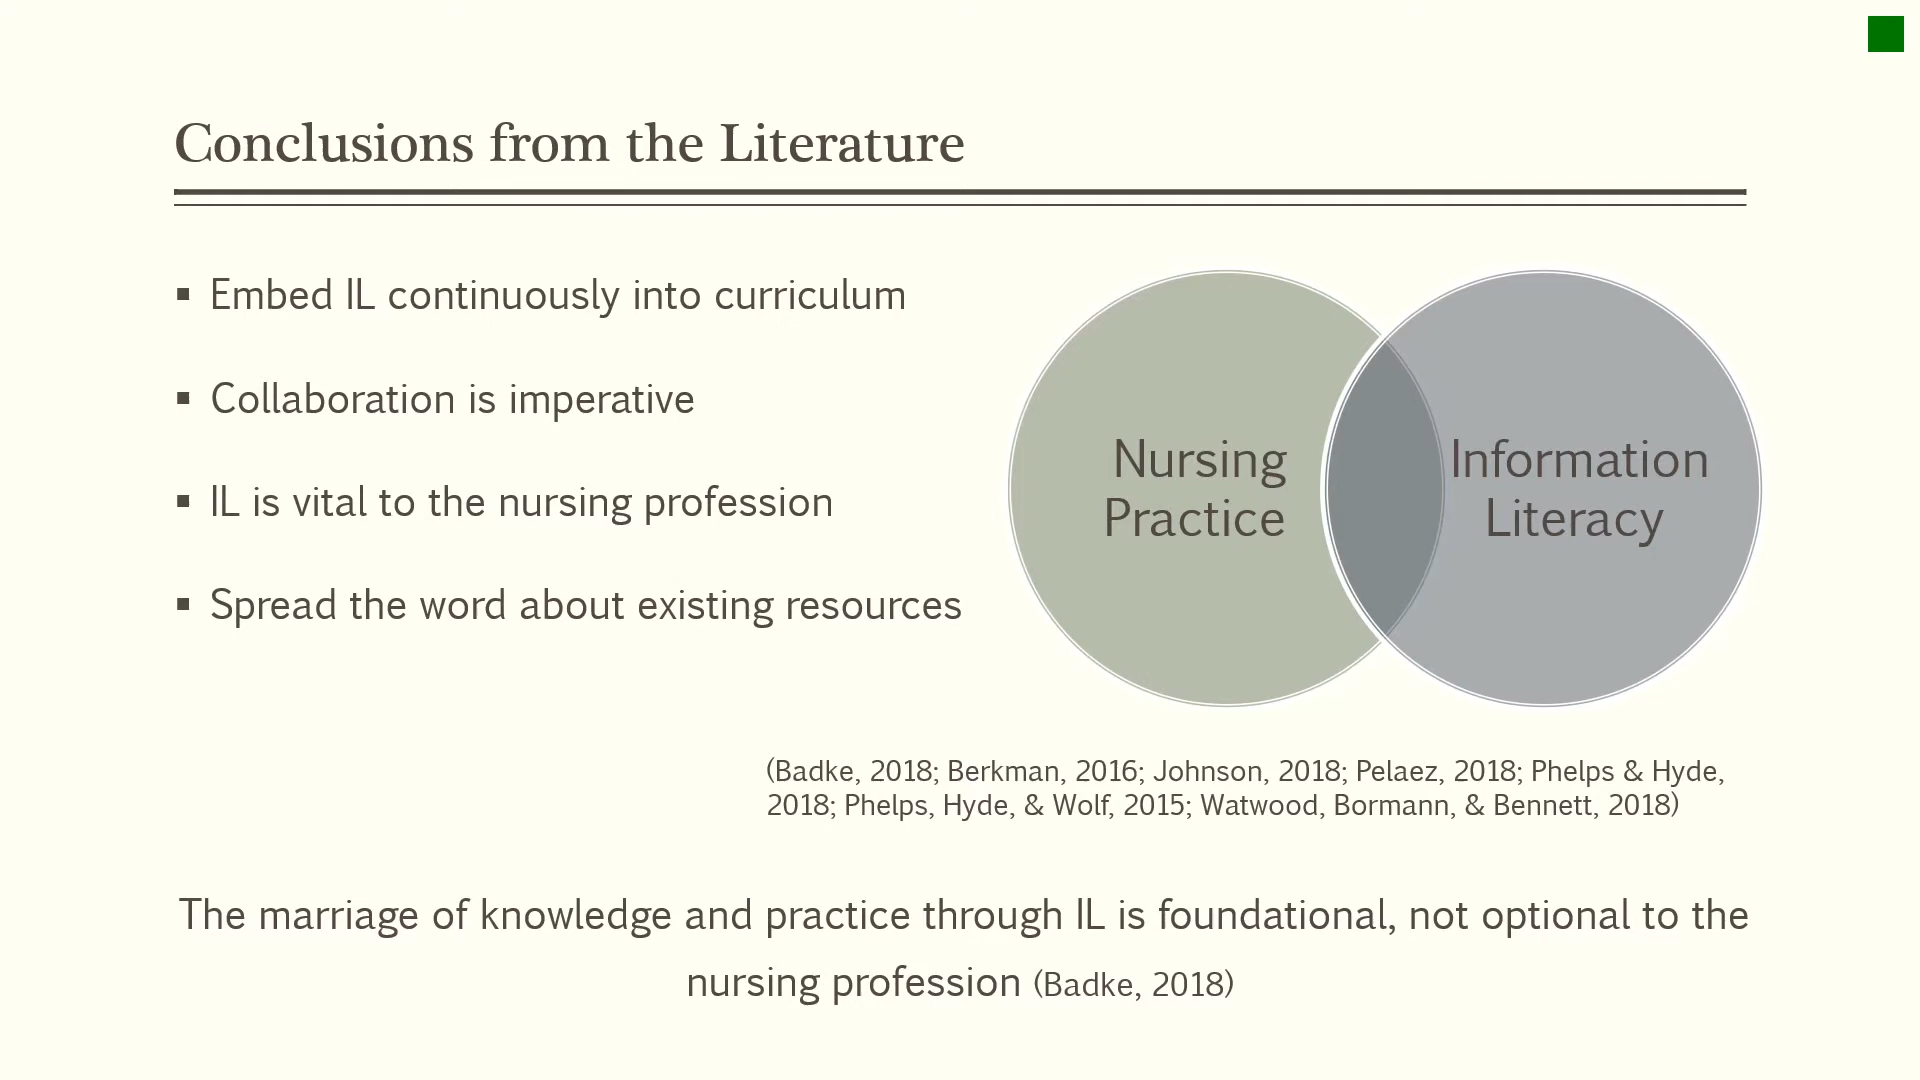 Conclusions from the Literature
▪ Embed IL continuously into curriculum
▪ Collaboration is imperative
▪ IL is vital to the nursing profession
▪ Spread the word about existing resources
Nursing
Practice
Information
Literacy
(Badke, 2018; Berkman, 2016; Johnson, 2018; Pelaez, 2018; Phelps & Hyde,
2018; Phelps, Hyde, & Wolf, 2015; Watwood, Bormann, & Bennett, 2018)
The marriage of knowledge and practice through IL is foundational, not optional to the
nursing profession (Badke, 2018)